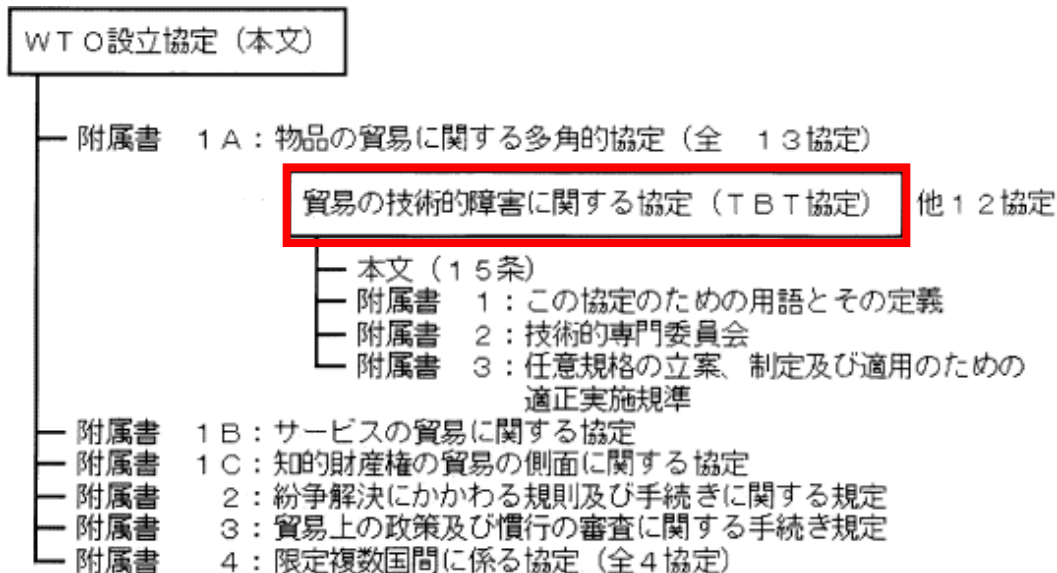 WTO設立協定（本文）
附属書 1A：物品の貿易に関する多角的協定（全 13協定）
貿易の技術的障害に関する協定（TBT協定） 他12協定
本文（15条）
附属書 1：この協定のための用語とその定義
附属書 2：技術的専門委員会
附属書 3：任意規格の立案、制定及び適用のための
適正実施規準
附属書 1B：サービスの貿易に関する協定
附属書 1C：知的財産権の貿易の側面に関する協定
附属書 2：紛争解決にかかわる規則及び手続きに関する規定
附属書 3：貿易上の政策及び慣行の審査に関する手続き規定
附属書 4：限定複数国間に係る協定（全4協定）